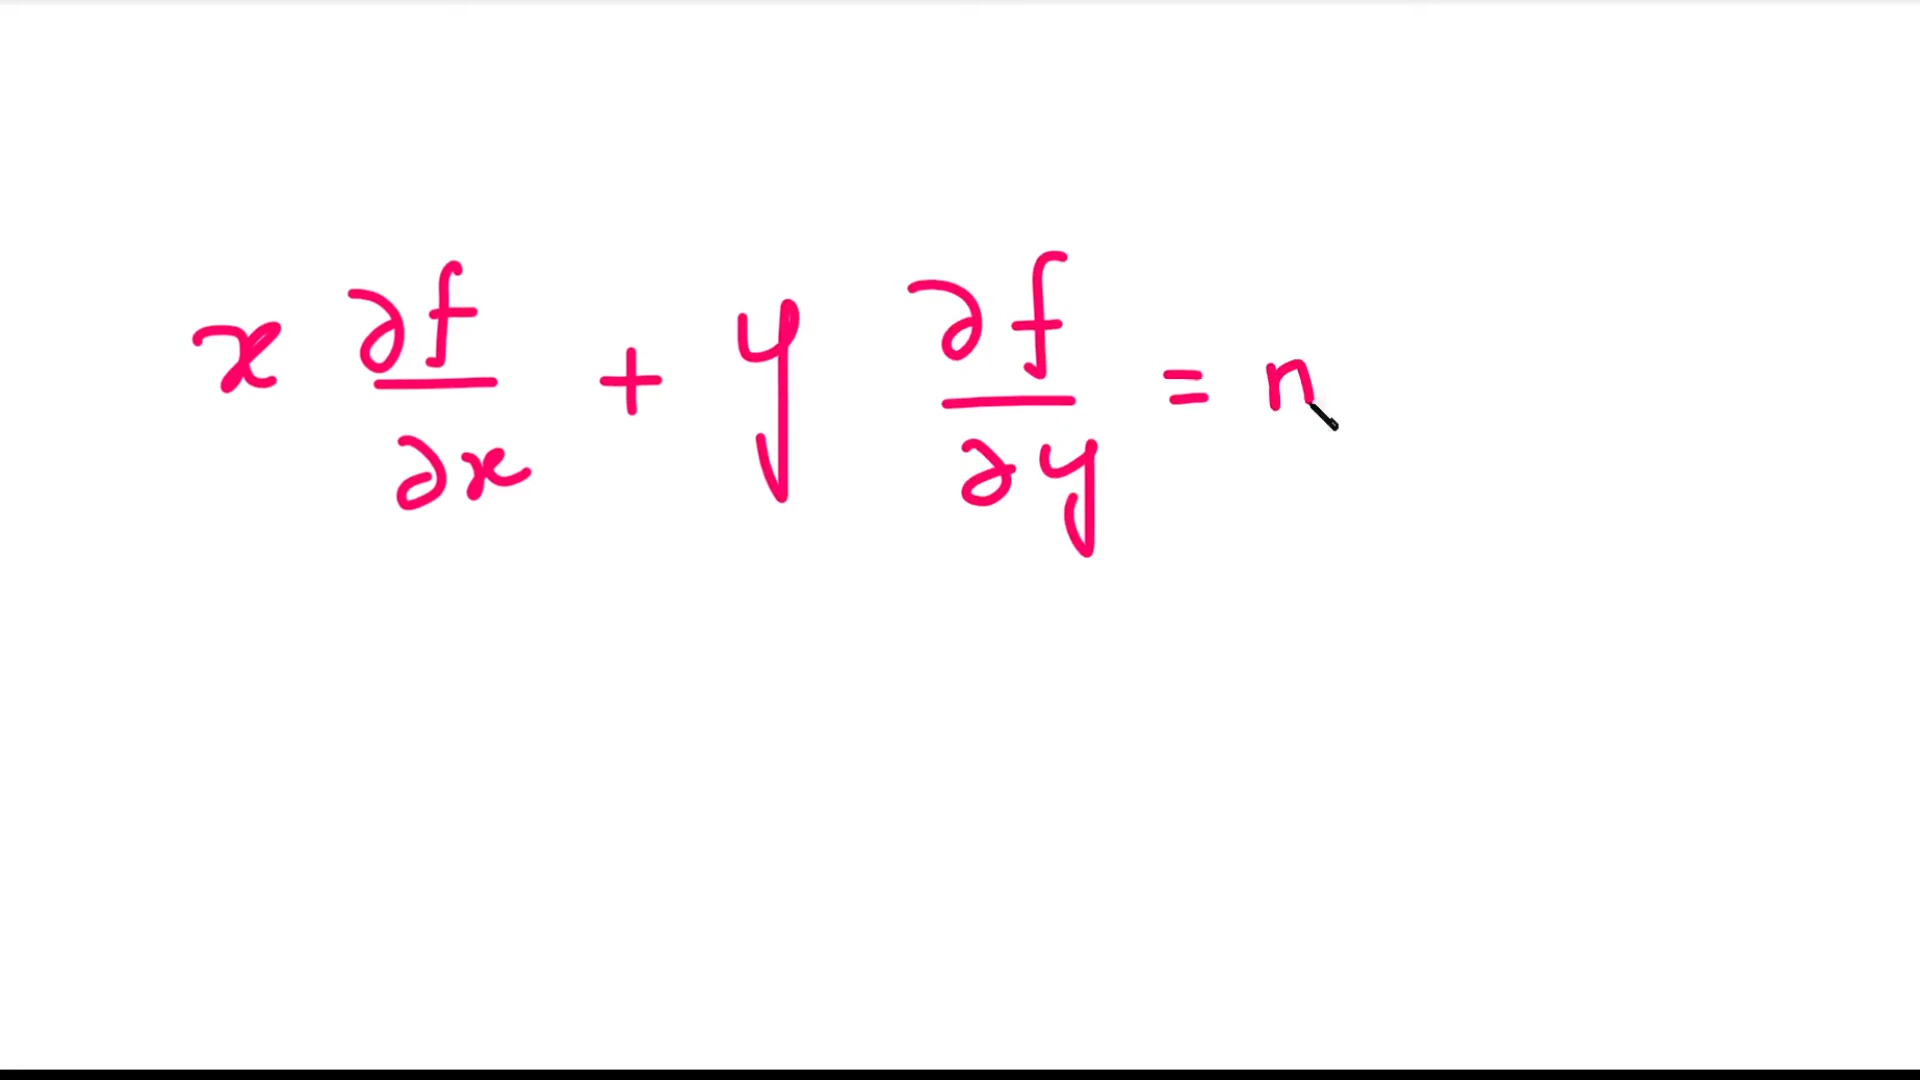 x ∂f/∂x + y ∂f/∂y = n